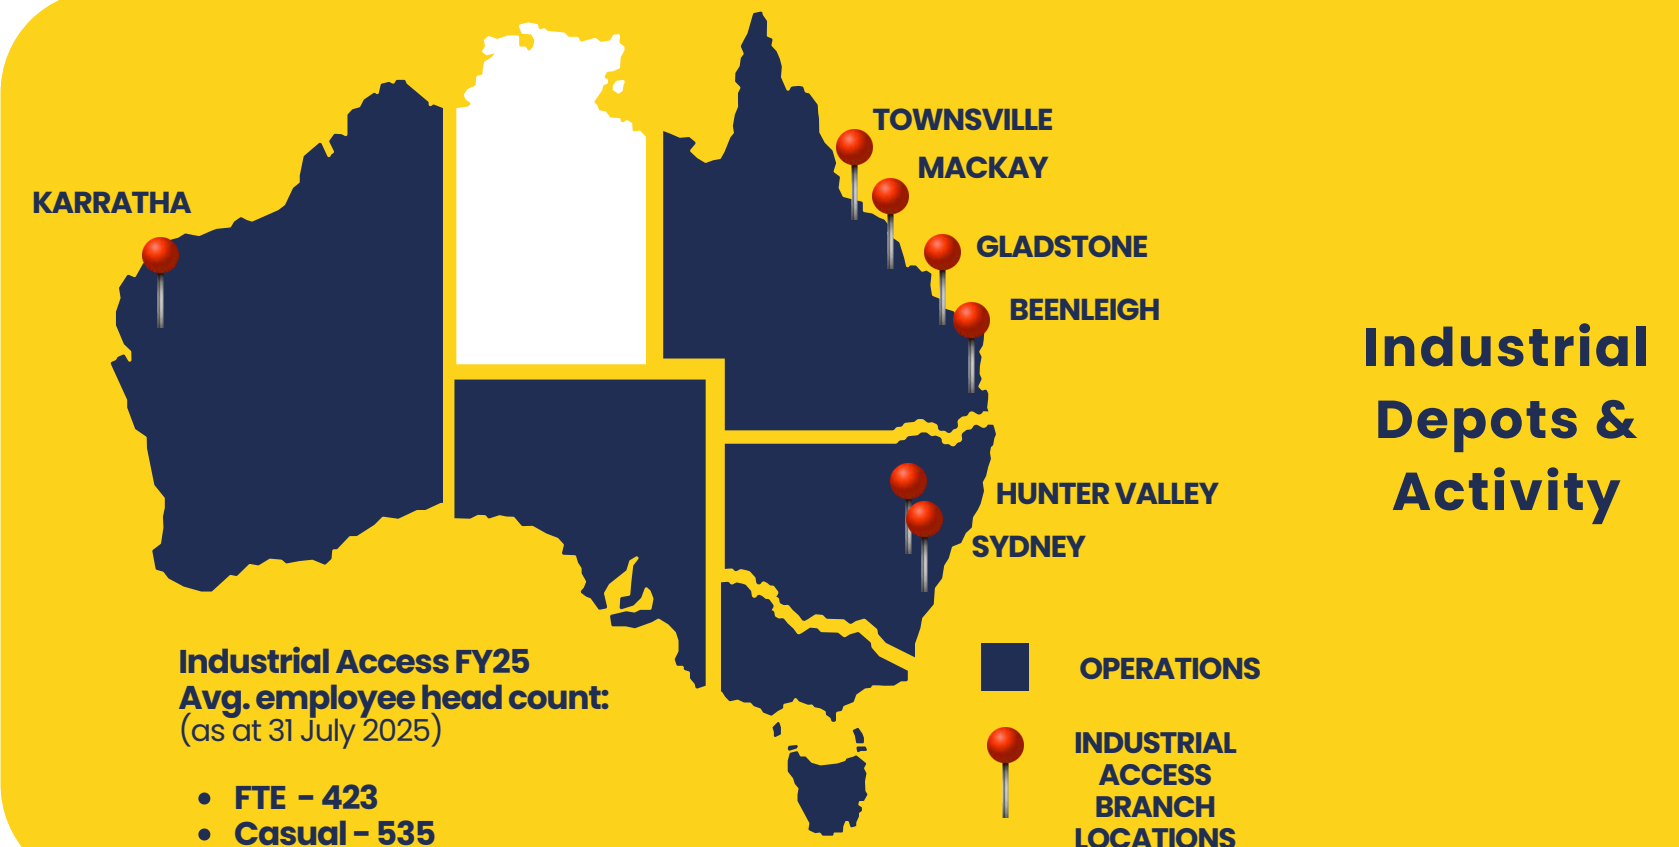 TOWNSVILLE
MACKAY
KARRATHA
GLADSTONE
BEENLEIGH
Industrial
Depots &
Activity
HUNTER VALLEY
SYDNEY
Industrial Access FY25
Avg. employee head count:
(as at 31 July 2025)
• FTE - 423
• Casual - 535
OPERATIONS
INDUSTRIAL
ACCESS
BRANCH
LOCATIONS